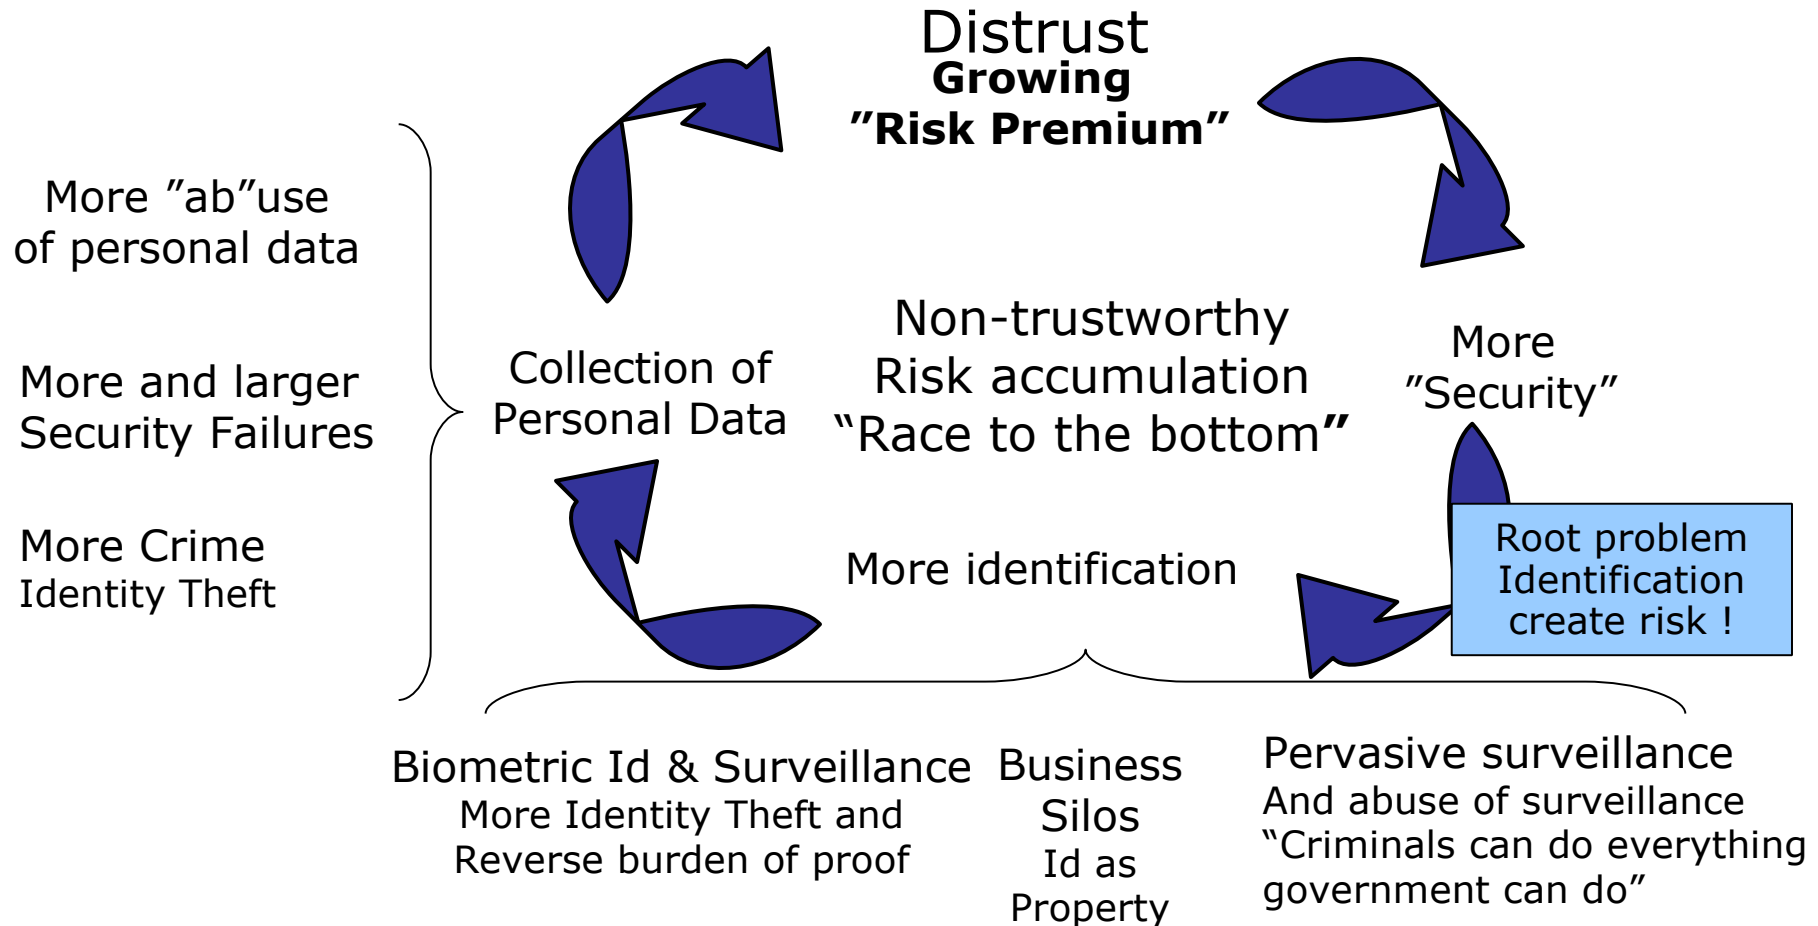 Distrust
Growing
”Risk Premium”
More ”ab”use
of personal data
More and larger
Security Failures
More Crime
Identity Theft
Collection of
Personal Data
Non-trustworthy
Risk accumulation
“Race to the bottom”
More
”Security”
More identification
Root problem
Identification
create risk !
Biometric Id & Surveillance
More Identity Theft and
Reverse burden of proof
Business
Silos
Id as
Property
Pervasive surveillance
And abuse of surveillance
“Criminals can do everything
government can do”